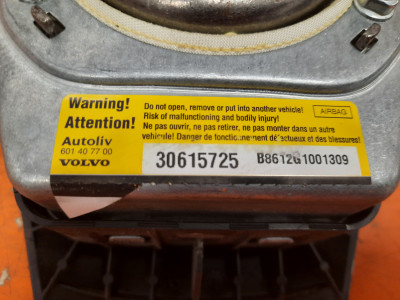 Warning!
Attention!
Autoliv
601 40 77 00
VOLVO
Do not open, remove or put into another vehicle!
Risk of malfunctioning and bodily injury!
Ne pas ouvrir, ne pas retirer, ne pas monter dans un autre
vehicule! Danger de fonctionnement défectueux et des blessures!
AIRBAG
30615725
B8612G1001309